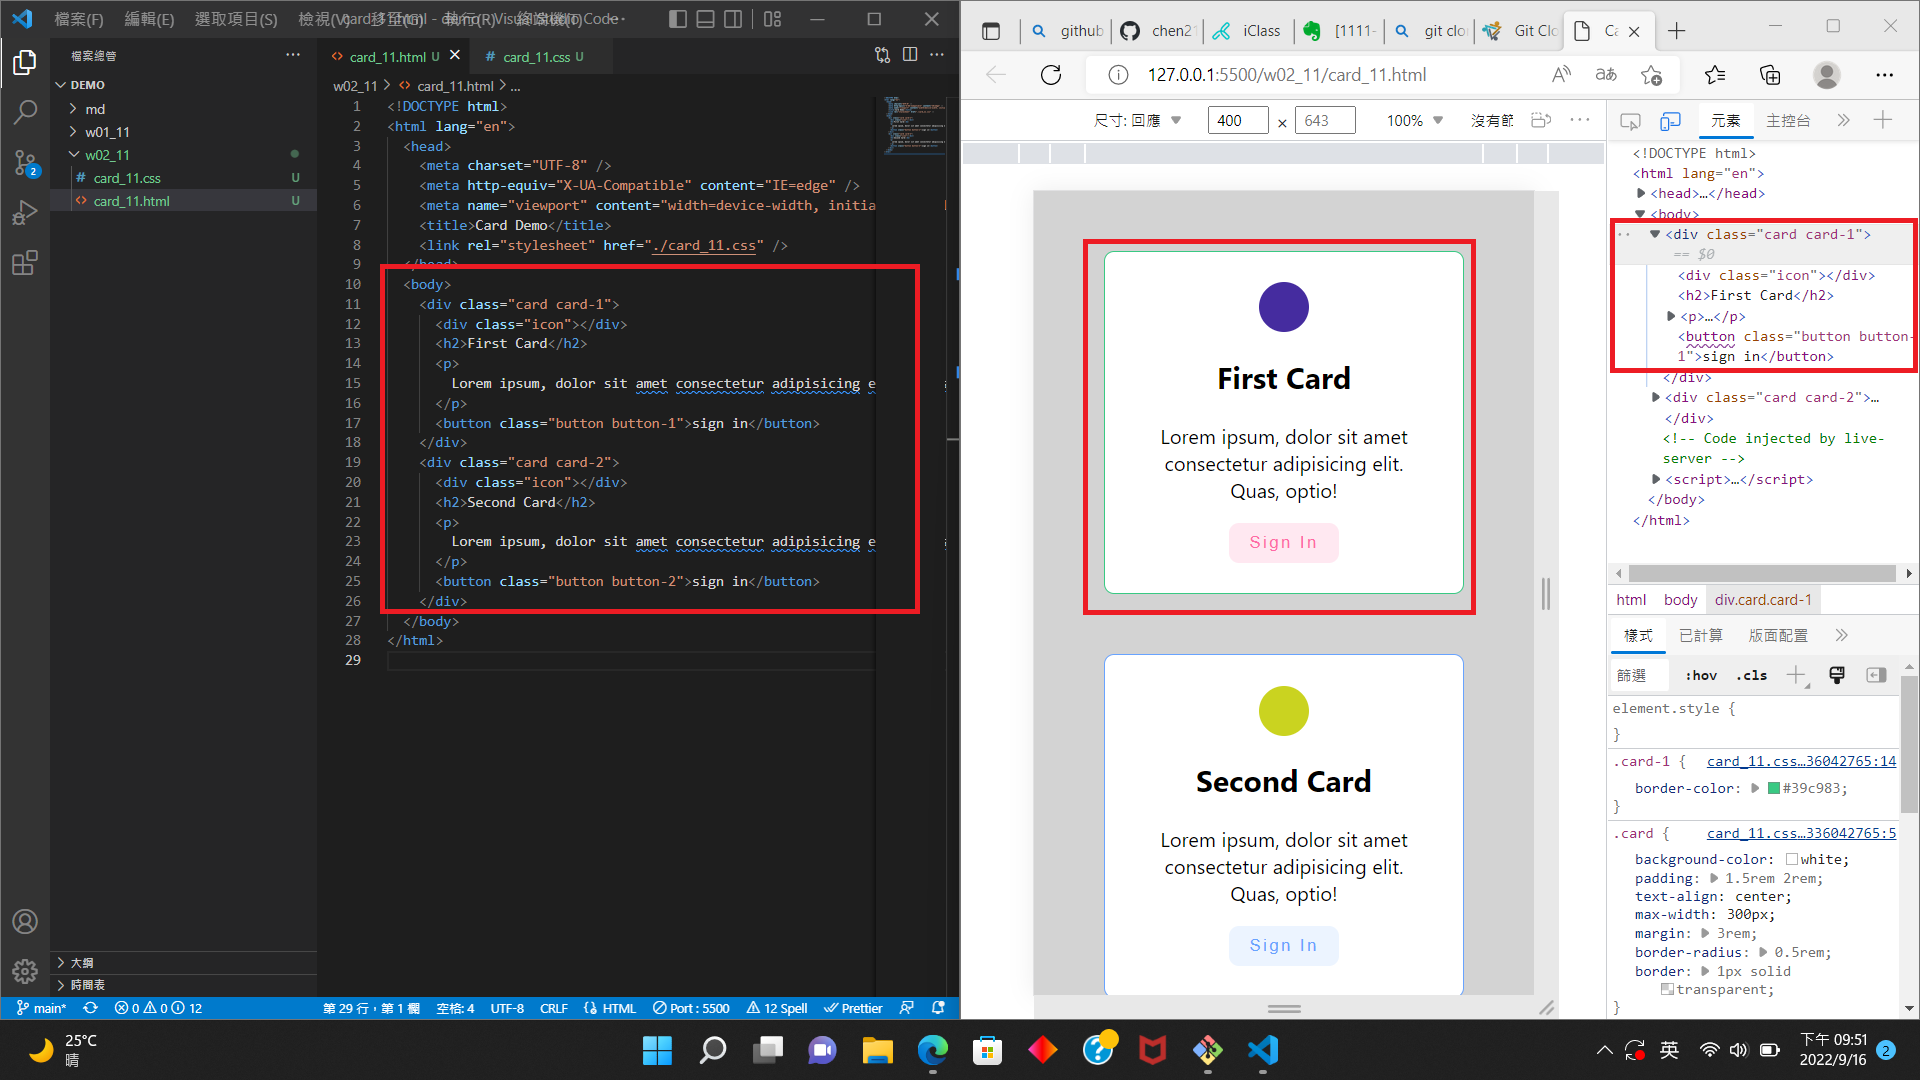 檔案(F) 編輯(E) 選取項目(S) 檢視(V) 移至(G) 執行(R) 終端機(T) ···
檔案總管
DEMO
md
w01_11
w02_11
card_11.css U
card_11.html U
大綱
時間表
card_11.html U
card_11.css U
w02_11 > card_11.html > ...
1 <!DOCTYPE html>
2 <html lang="en">
3 <head>
4 <meta charset="UTF-8" />
5 <meta http-equiv="X-UA-Compatible" content="IE=edge" />
6 <meta name="viewport" content="width=device-width, initia
7 <title>Card Demo</title>
8 <link rel="stylesheet" href="./card_11.css" />
9 </head>
10 <body>
11 <div class="card card-1">
12 <div class="icon"></div>
13 <h2>First Card</h2>
14 <p>
15 Lorem ipsum, dolor sit amet consectetur adipisicing e
16 </p>
17 <button class="button button-1">sign in</button>
18 </div>
19 <div class="card card-2">
20 <div class="icon"></div>
21 <h2>Second Card</h2>
22 <p>
23 Lorem ipsum, dolor sit amet consectetur adipisicing e
24 </p>
25 <button class="button button-2">sign in</button>
26 </div>
27 </body>
28 </html>
29
2
main* 0 0 12
第 29 行，第 1 欄 空格: 4 UTF-8 CRLF HTML Port : 5500 12 Spell Prettier
github
chen21
iClass
[1111-
git clo
Git Clo
Ca
127.0.0.1:5500/w02_11/card_11.html
尺寸: 回應 400 × 643 100% 沒有節 ···
First Card
Lorem ipsum, dolor sit amet
consectetur adipisicing elit.
Quas, optio!
Sign In
Second Card
Lorem ipsum, dolor sit amet
consectetur adipisicing elit.
Quas, optio!
Sign In
元素 主控台
<!DOCTYPE html>
<html lang="en">
<head>…</head>
<body>
<div class="card card-1">
== $0
<div class="icon"></div>
<h2>First Card</h2>
<p>…</p>
<button class="button button-
1">sign in</button>
</div>
<div class="card card-2">…
</div>
<!-- Code injected by live-
server -->
<script>…</script>
</body>
</html>
html body div.card.card-1
樣式 已計算 版面配置
篩選 :hov .cls
element.style {
}
.card-1 { card_11.css…36042765:14
border-color: #39c983;
}
.card { card_11.css…336042765:5
background-color: white;
padding: 1.5rem 2rem;
text-align: center;
max-width: 300px;
margin: 3rem;
border-radius: 0.5rem;
border: 1px solid
transparent;
}
25°C
晴
英
下午 09:51
2022/9/16
2